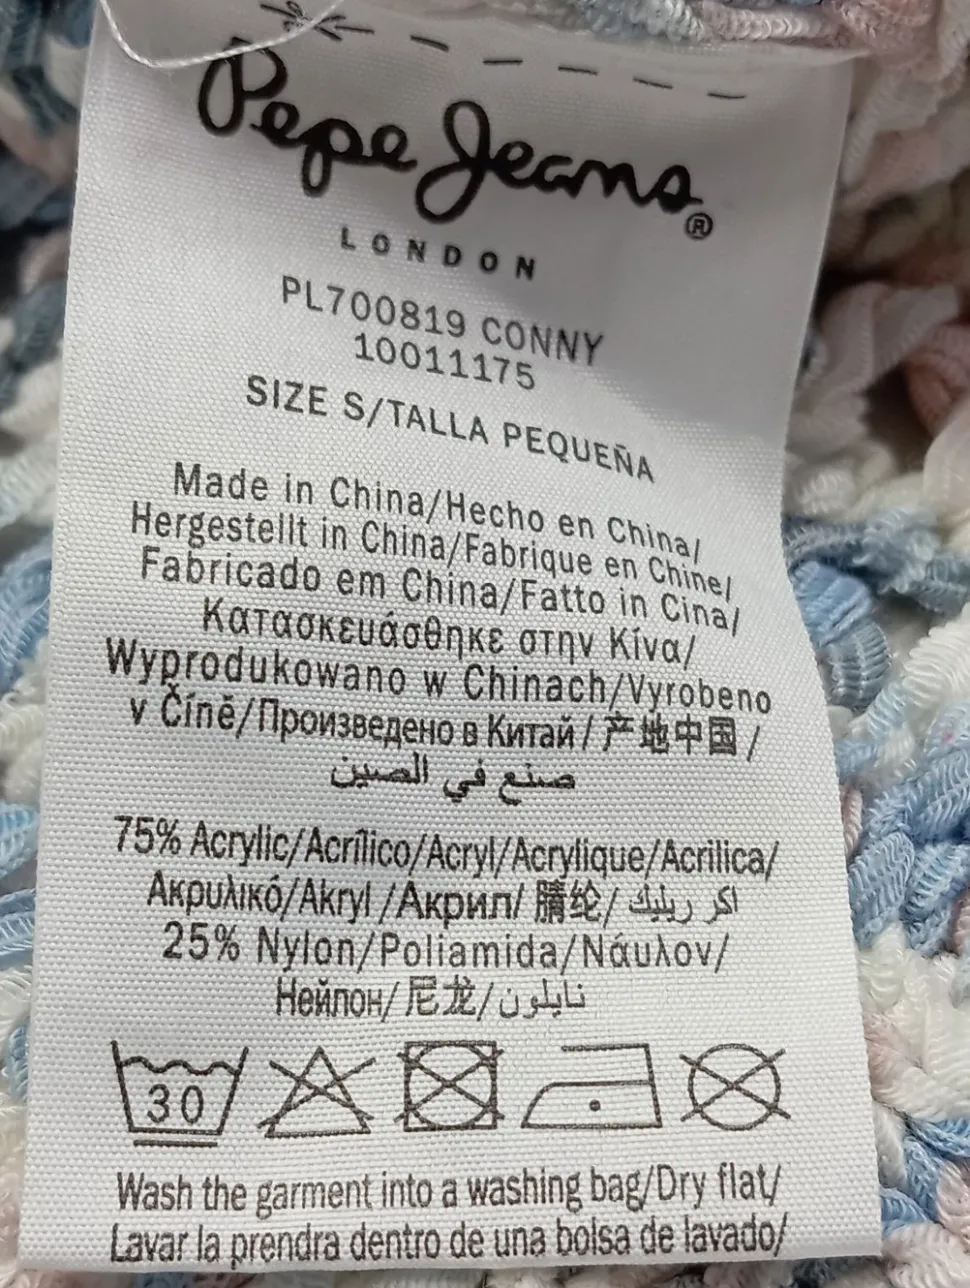 Pepe Jeans®
LONDON
PL700819 CONNY
10011175
SIZE S/TALLA PEQUEÑA
Made in China/Hecho en China/
Hergestellt in China/Fabrique en Chine/
Fabricado em China/Fatto in Cina/
Κατασκευάσθηκε στην Κίνα/
Wyprodukowano w Chinach/Vyrobeno
v Číně/Произведено в Китай/产地中国/
صنع في الصين
75% Acrylic/Acrílico/Acryl/Acrylique/Acrilica/
Ακρυλικό/Akryl/Акрил/腈纶/اكر ريليك
25% Nylon/Poliamida/Νάυλον/
Нейлон/尼龙/نايلون
30
Wash the garment into a washing bag/Dry flat/
Lavar la prendra dentro de una bolsa de lavado/